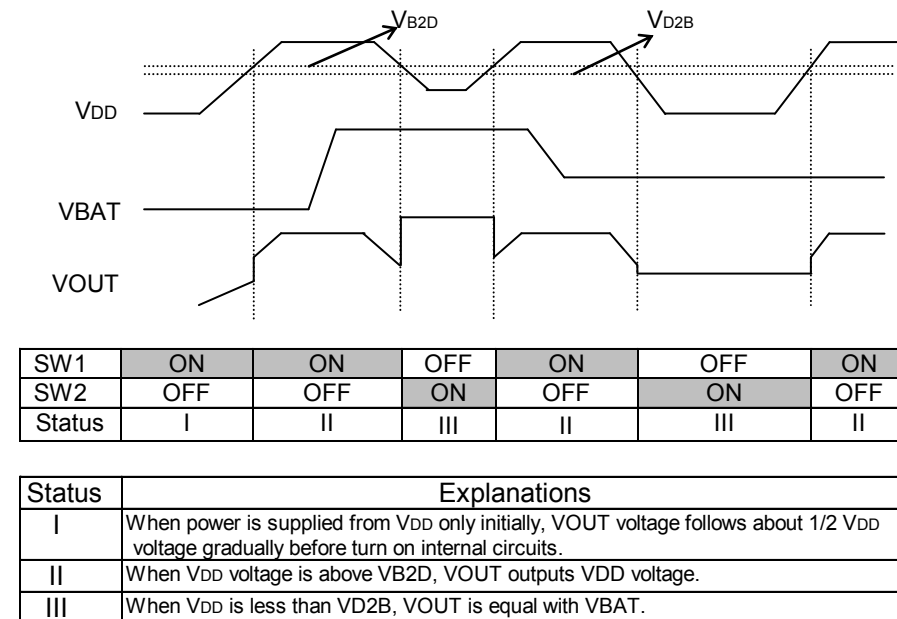 VB2D VD2B
VDD
VBAT
VOUT
SW1 ON ON OFF ON OFF ON
SW2 OFF OFF ON OFF ON OFF
Status I II III II III II
Status Explanations
I When power is supplied from VDD only initially, VOUT voltage follows about 1/2 VDD
voltage gradually before turn on internal circuits.
II When VDD voltage is above VB2D, VOUT outputs VDD voltage.
III When VDD is less than VD2B, VOUT is equal with VBAT.